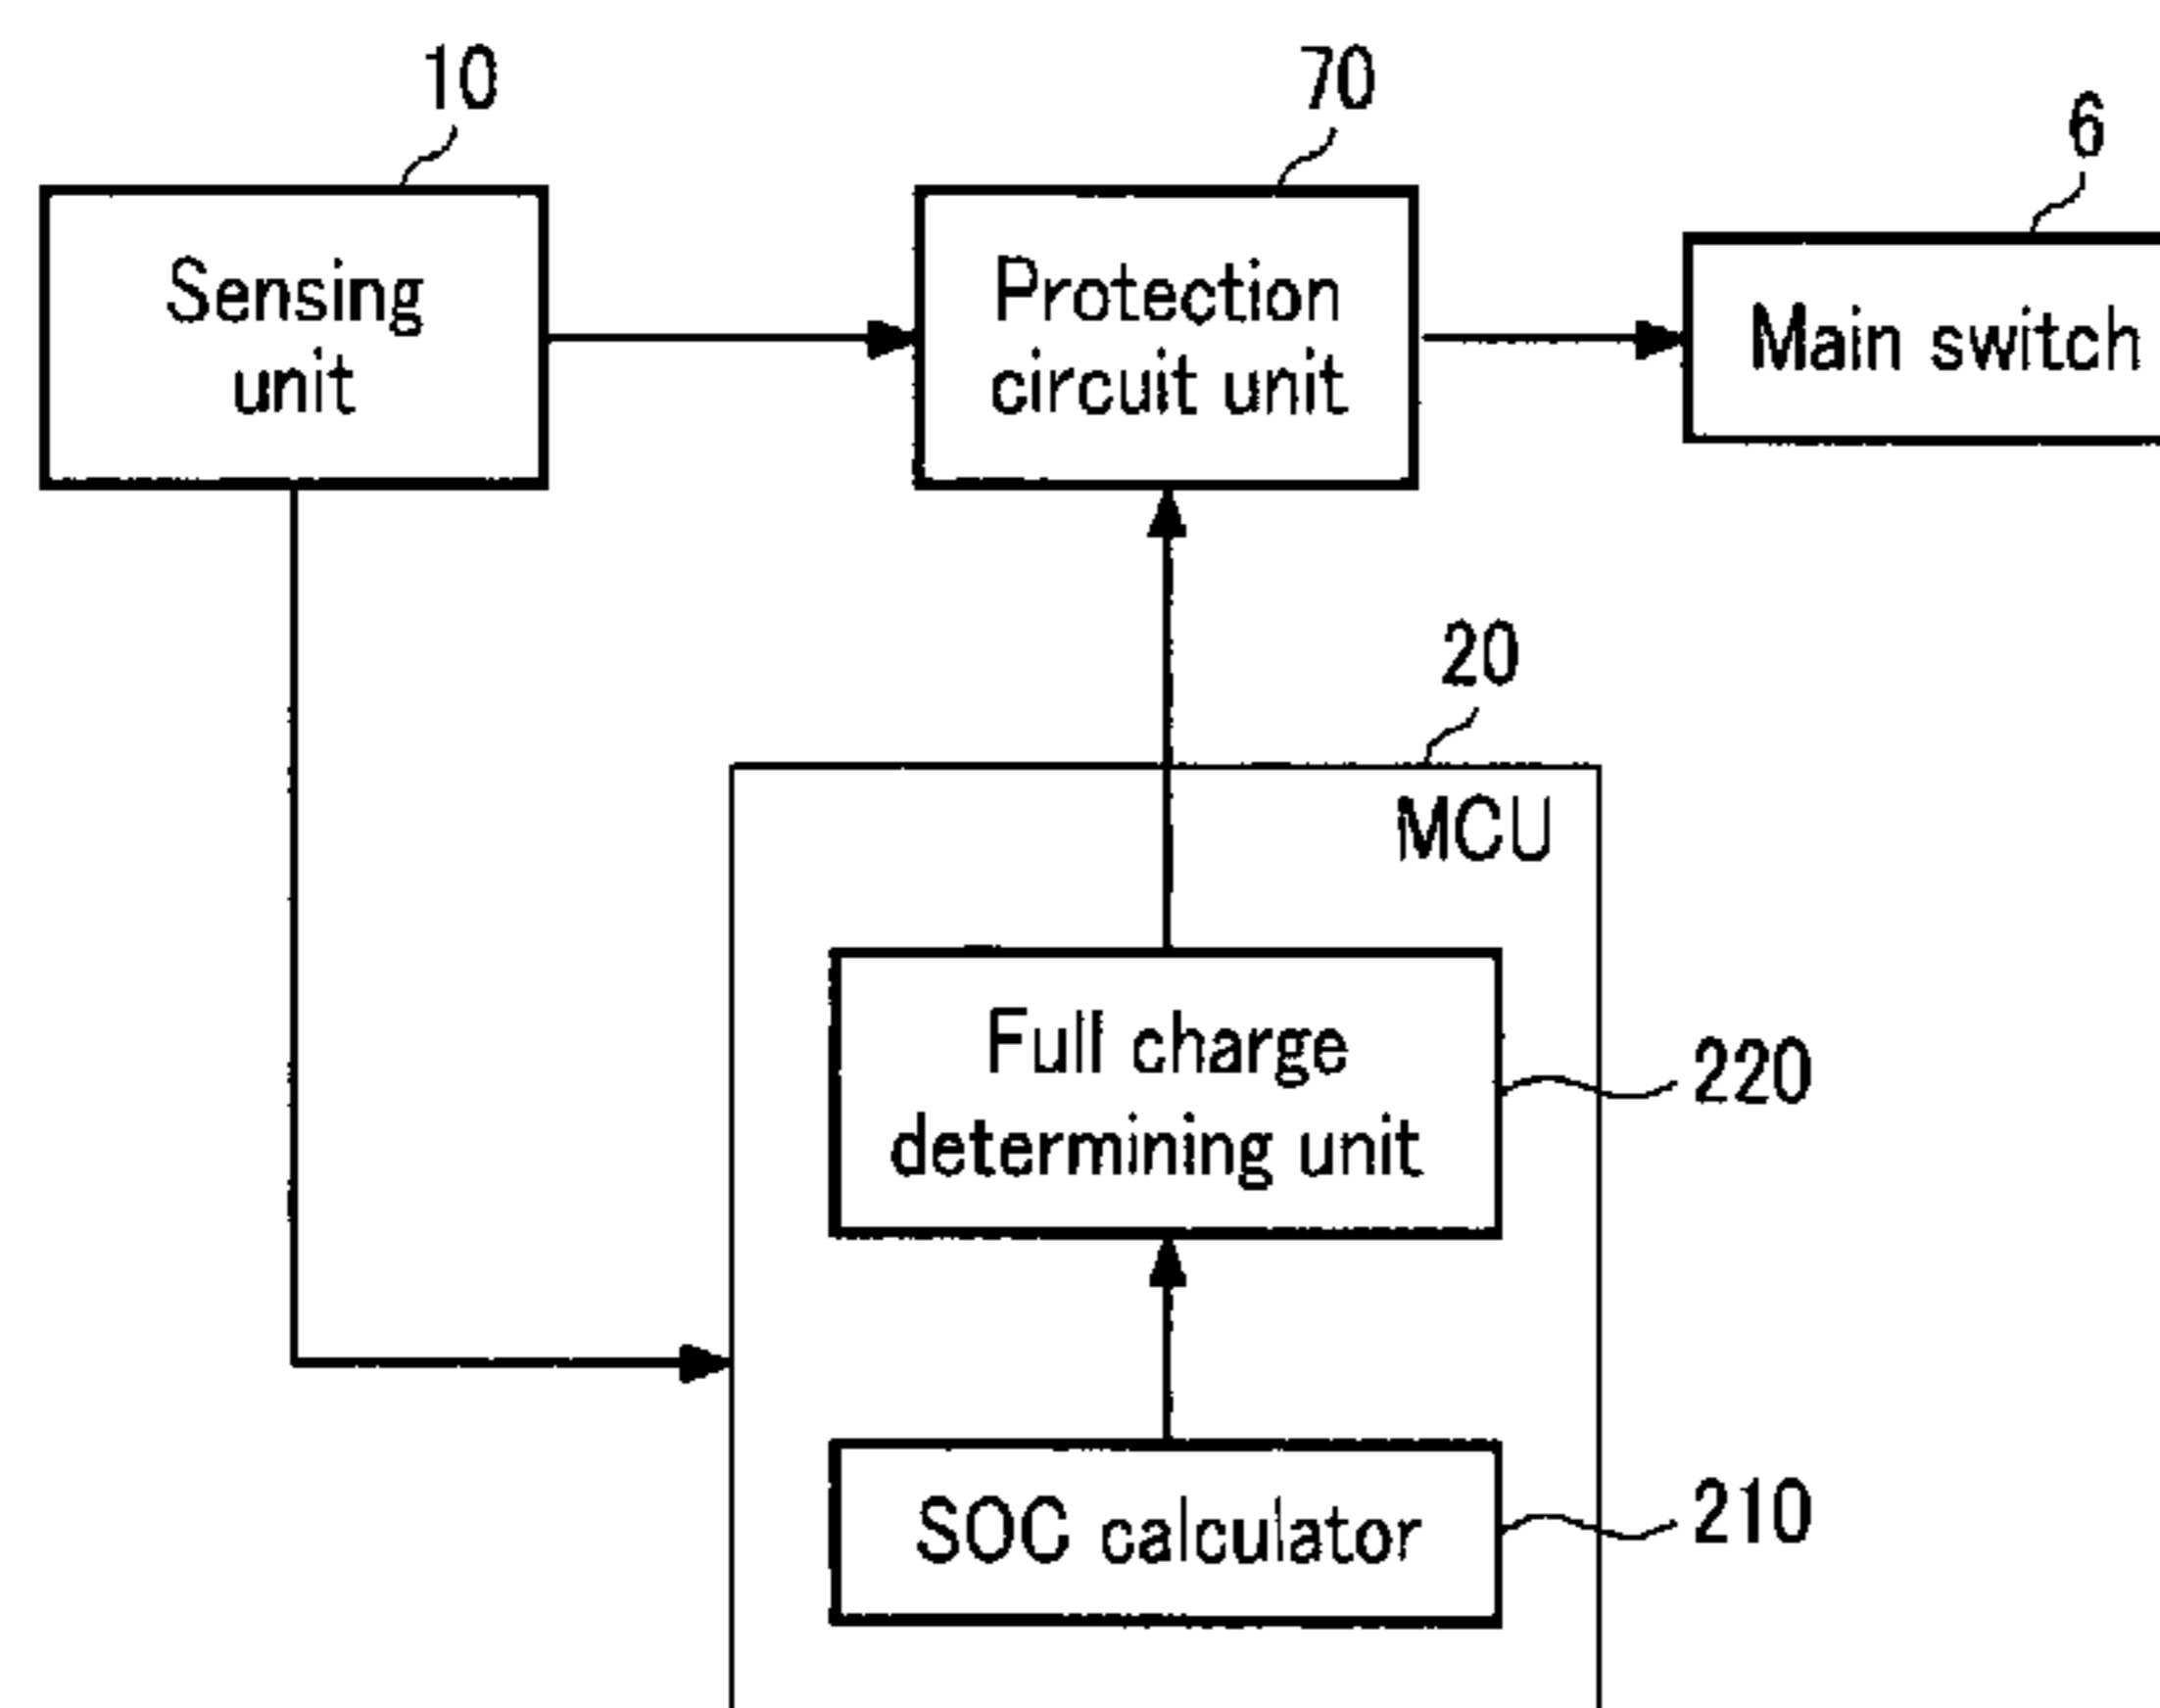 10
70
6
Sensing
unit
Protection
circuit unit
Main switch
20
MCU
Full charge
determining unit
220
SOC calculator
210